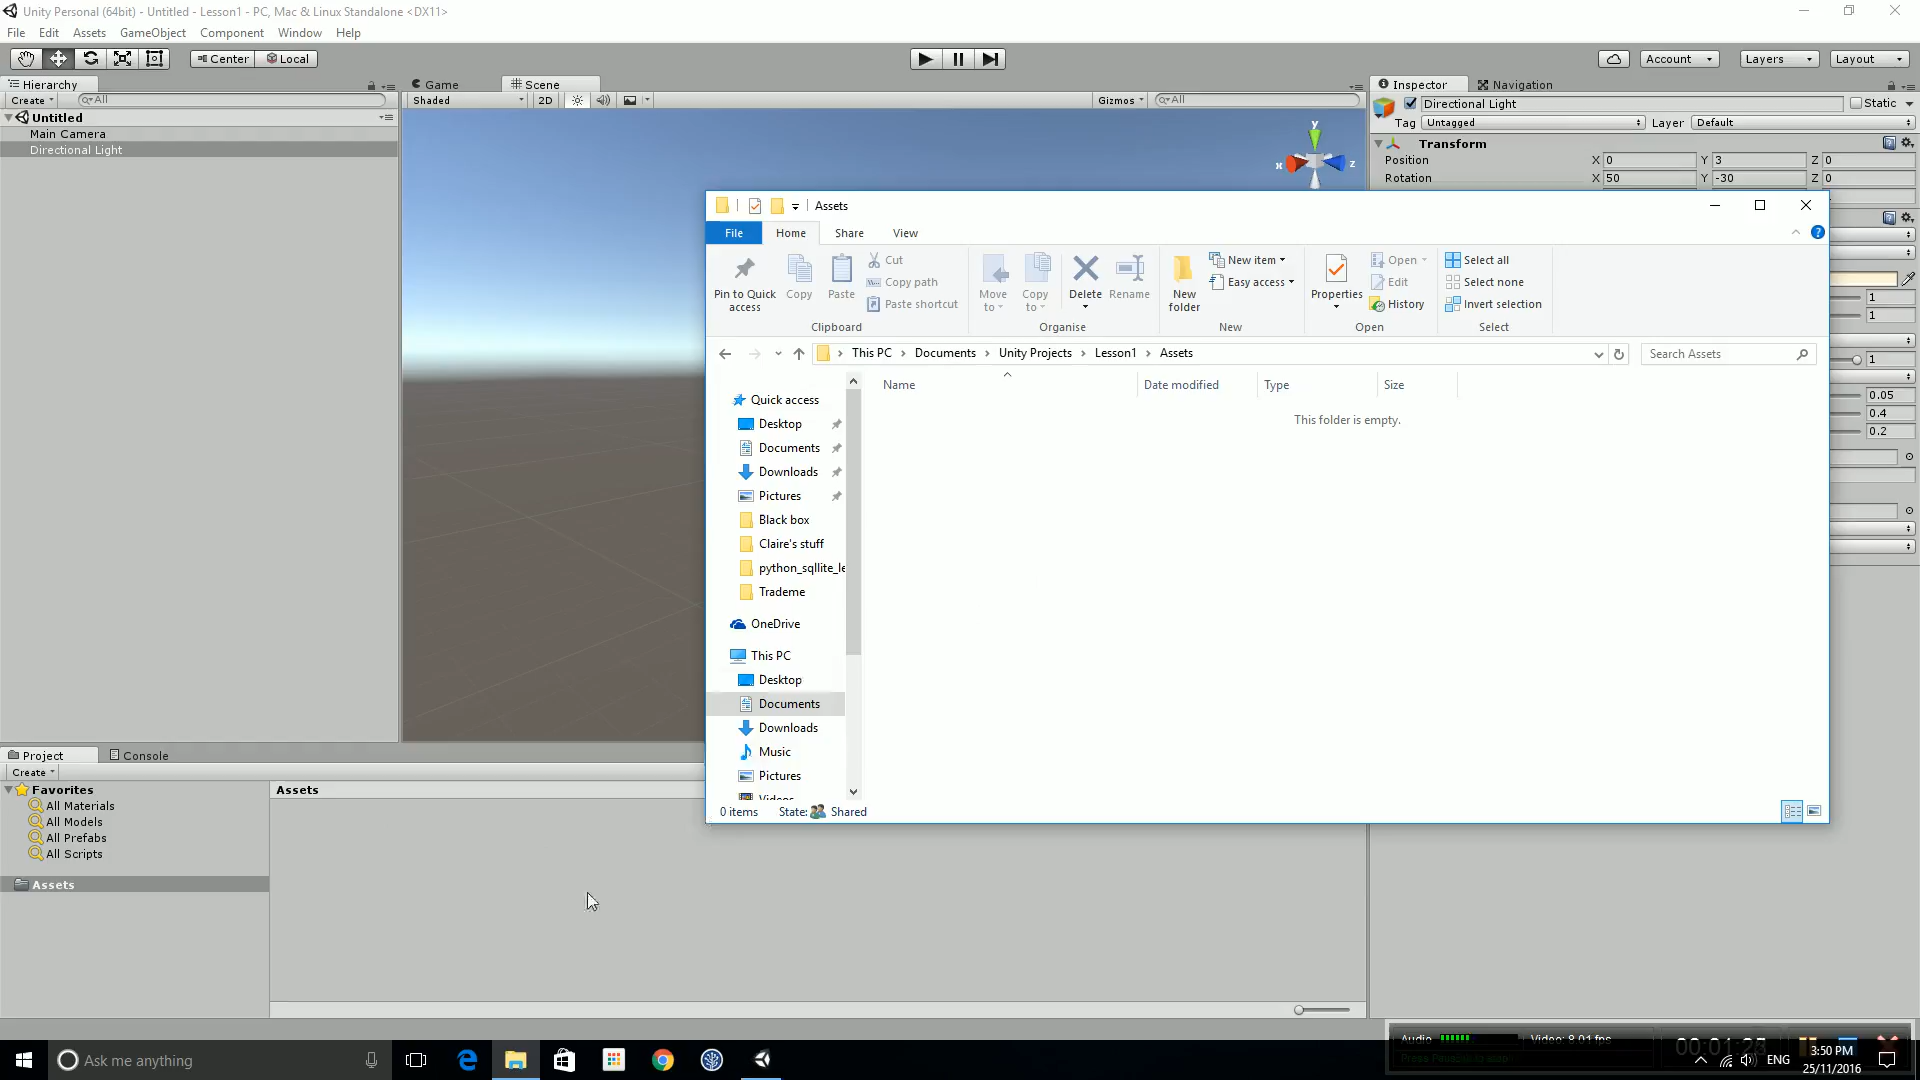 Unity Personal (64bit) - Untitled - Lesson1 - PC, Mac & Linux Standalone <DX11>
File Edit Assets GameObject Component Window Help
Center Local Account Layers Layout
Hierarchy
Create All
Untitled
Main Camera
Directional Light
Game Scene
Shaded 2D Gizmos All
y
x z
Inspector Navigation
Directional Light Static
Tag Untagged Layer Default
Transform
Position X 0 Y 3 Z 0
Rotation X 50 Y -30 Z 0
1
1
1
0.05
0.4
0.2
Assets
File Home Share View
Pin to Quick access
Copy
Paste
Cut
Copy path
Paste shortcut
Clipboard
Move to
Copy to
Delete
Rename
Organise
New folder
New item
Easy access
New
Properties
Open
Edit
History
Open
Select all
Select none
Invert selection
Select
This PC Documents Unity Projects Lesson1 Assets
Search Assets
Name Date modified Type Size
This folder is empty.
Quick access
Desktop
Documents
Downloads
Pictures
Black box
Claire's stuff
python_sqllite_le
Trademe
OneDrive
This PC
Desktop
Documents
Downloads
Music
Pictures
Videos
0 items State: Shared
Project Console
Create
Favorites
All Materials
All Models
All Prefabs
All Scripts
Assets
Assets
Audio Video: 8.01 fps
Ask me anything
ENG
3:50 PM
25/11/2016